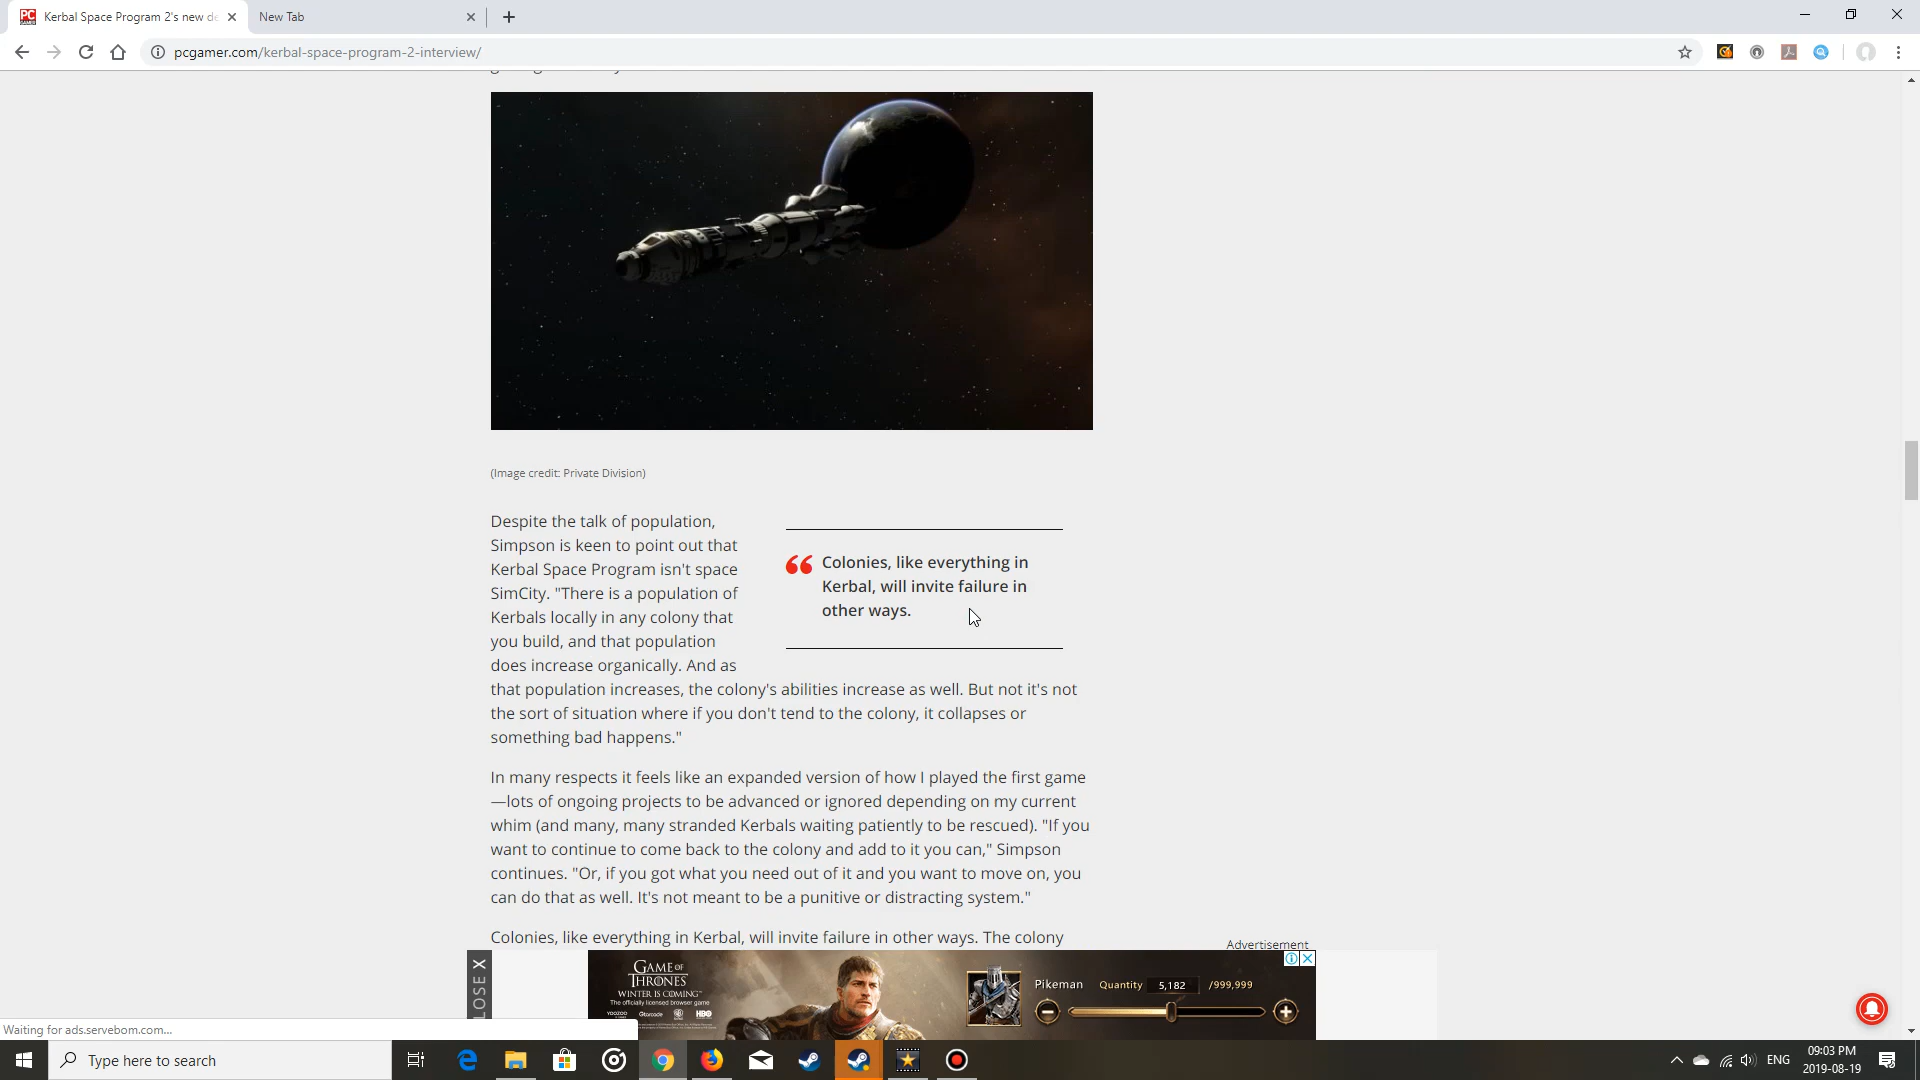 Kerbal Space Program 2's new de
New Tab
pcgamer.com/kerbal-space-program-2-interview/
(Image credit: Private Division)
Despite the talk of population,
Simpson is keen to point out that
Kerbal Space Program isn't space
SimCity. "There is a population of
Kerbals locally in any colony that
you build, and that population
does increase organically. And as
that population increases, the colony's abilities increase as well. But not it's not
the sort of situation where if you don't tend to the colony, it collapses or
something bad happens."
“ Colonies, like everything in
Kerbal, will invite failure in
other ways.
In many respects it feels like an expanded version of how I played the first game
—lots of ongoing projects to be advanced or ignored depending on my current
whim (and many, many stranded Kerbals waiting patiently to be rescued). "If you
want to continue to come back to the colony and add to it you can," Simpson
continues. "Or, if you got what you need out of it and you want to move on, you
can do that as well. It's not meant to be a punitive or distracting system."
Colonies, like everything in Kerbal, will invite failure in other ways. The colony
Advertisement
LOSE X
GAME OF
THRONES
WINTER IS COMING™
The officially licensed browser game
YOOZOO
HBO
Pikeman Quantity 5,182 /999,999
Waiting for ads.servebom.com...
Type here to search
ENG
09:03 PM
2019-08-19